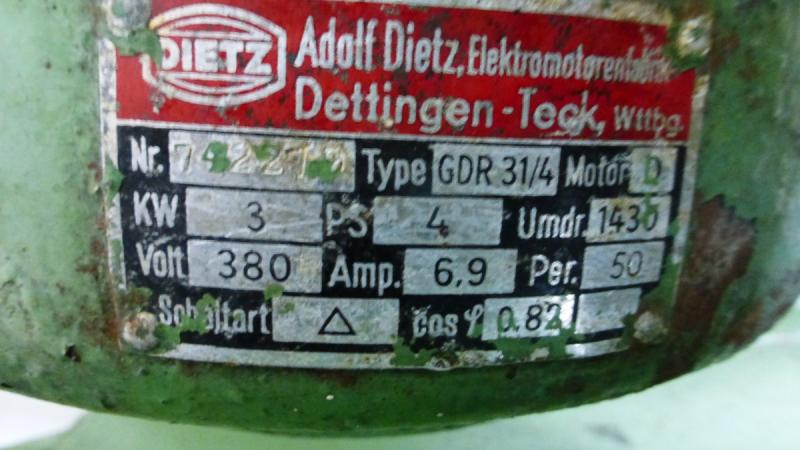 DIETZ
Adolf Dietz, Elektromotorenfabrik
Dettingen-Teck, Wttbg.
Nr. Type GDR 31/4 Motor D
KW 3 PS 4 Umdr. 1430
Volt 380 Amp. 6,9 Per. 50
Schaltart △ cos φ 0,82